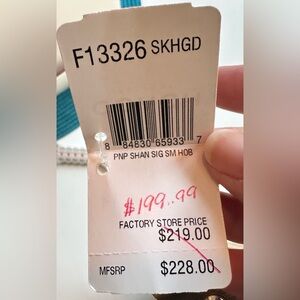 F13326 SKHGD
8 84830 65933 7
PNP SHAN SIG SM HOB
$199.99
FACTORY STORE PRICE
$219.00
MFSRP $228.00